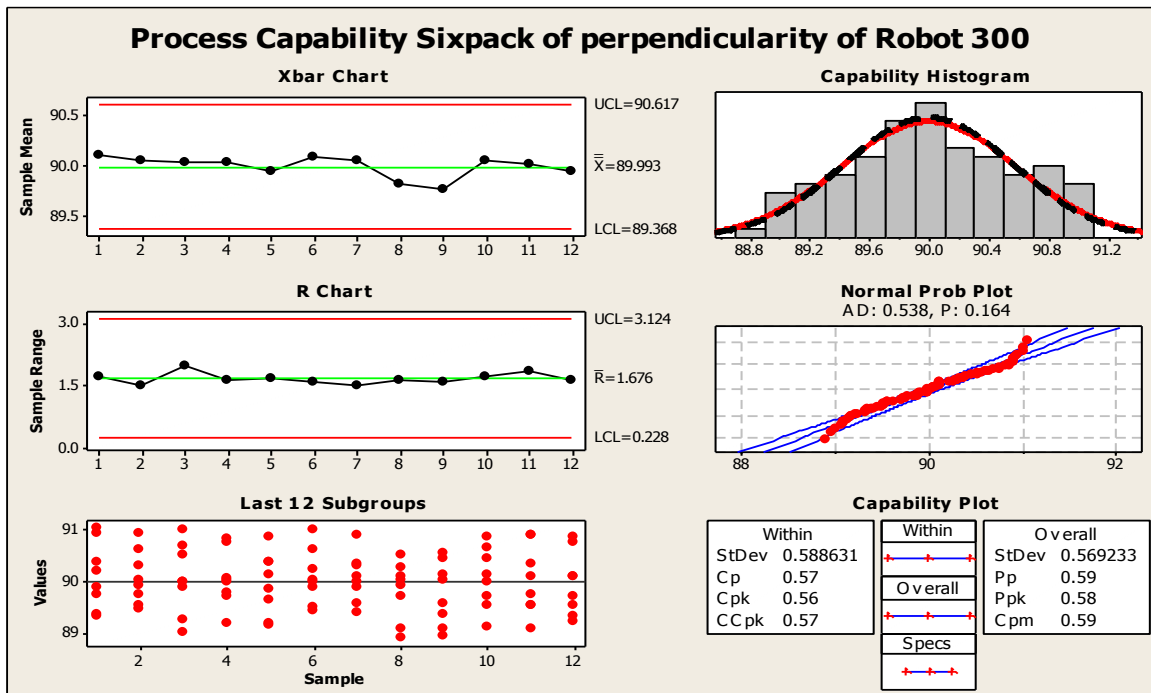 Process Capability Sixpack of perpendicularity of Robot 300
Xbar Chart
Sample Mean
90.5
90.0
89.5
1 2 3 4 5 6 7 8 9 10 11 12
UCL=90.617
X=89.993
LCL=89.368
R Chart
Sample Range
3.0
1.5
0.0
1 2 3 4 5 6 7 8 9 10 11 12
UCL=3.124
R=1.676
LCL=0.228
Last 12 Subgroups
Values
91
90
89
2 4 6 8 10 12
Sample
Capability Histogram
88.8 89.2 89.6 90.0 90.4 90.8 91.2
Normal Prob Plot
AD: 0.538, P: 0.164
88 90 92
Capability Plot
Within
StDev 0.588631
Cp 0.57
Cpk 0.56
CCpk 0.57
Within
Overall
Specs
Overall
StDev 0.569233
Pp 0.59
Ppk 0.58
Cpm 0.59